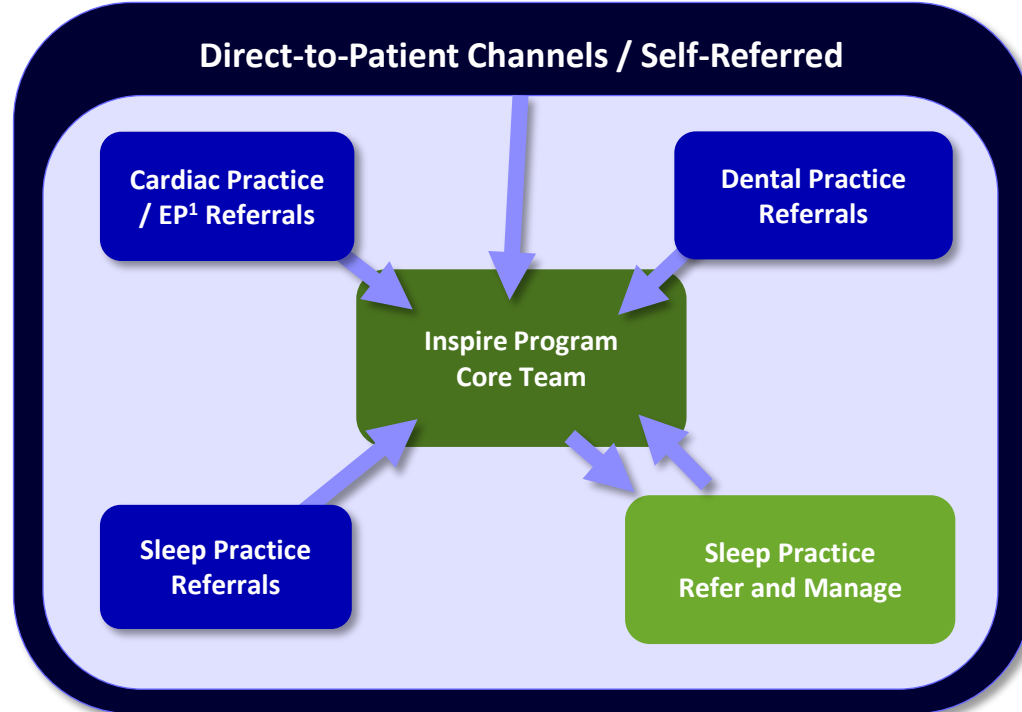 Direct-to-Patient Channels / Self-Referred
Cardiac Practice
/ EP¹ Referrals
Dental Practice
Referrals
Inspire Program
Core Team
Sleep Practice
Referrals
Sleep Practice
Refer and Manage